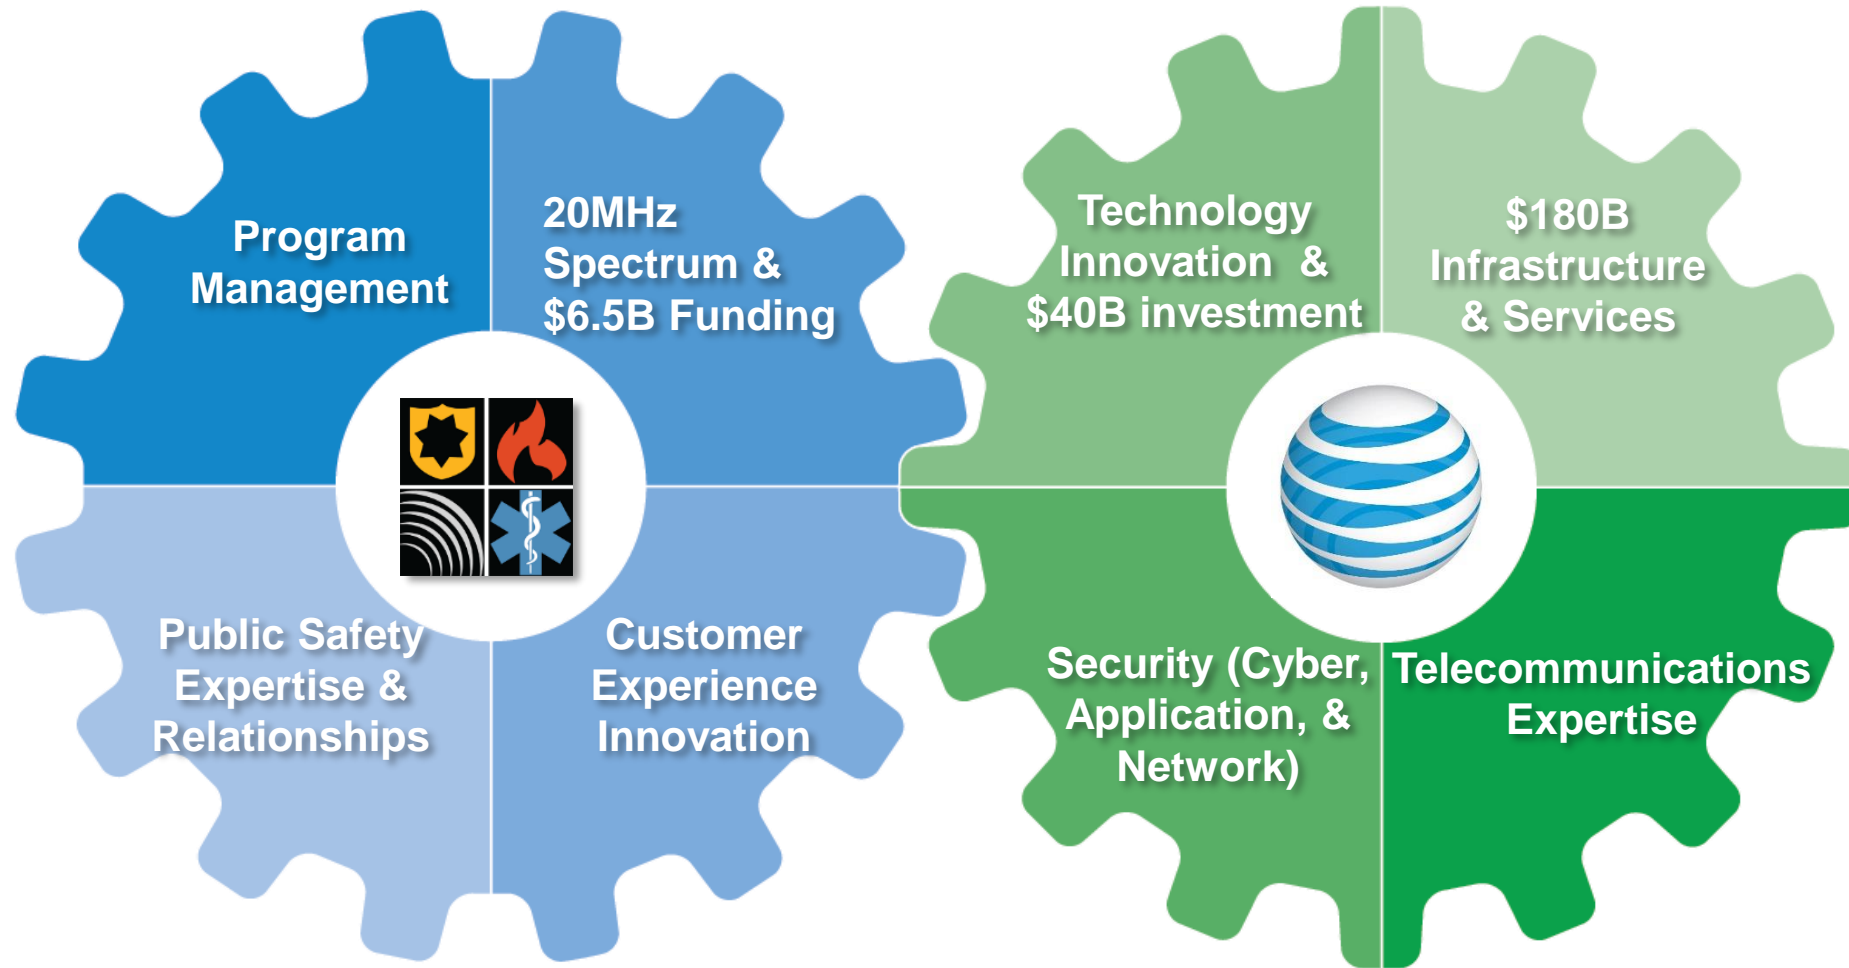 Program
Management
20MHz
Spectrum &
$6.5B Funding
Public Safety
Expertise &
Relationships
Customer
Experience
Innovation
Technology
Innovation &
$40B investment
$180B
Infrastructure
& Services
Security (Cyber,
Application, &
Network)
Telecommunications
Expertise